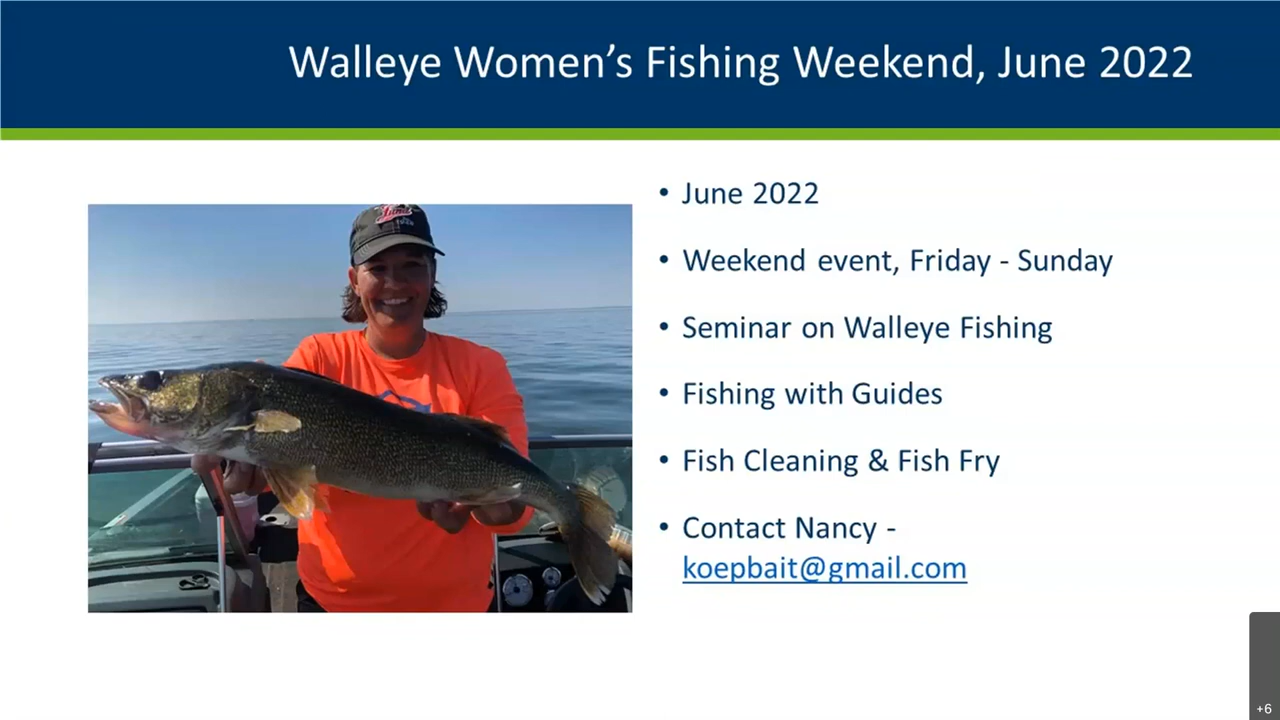 Walleye Women’s Fishing Weekend, June 2022
• June 2022
• Weekend event, Friday - Sunday
• Seminar on Walleye Fishing
• Fishing with Guides
• Fish Cleaning & Fish Fry
• Contact Nancy -
koepbait@gmail.com
Lund
+6